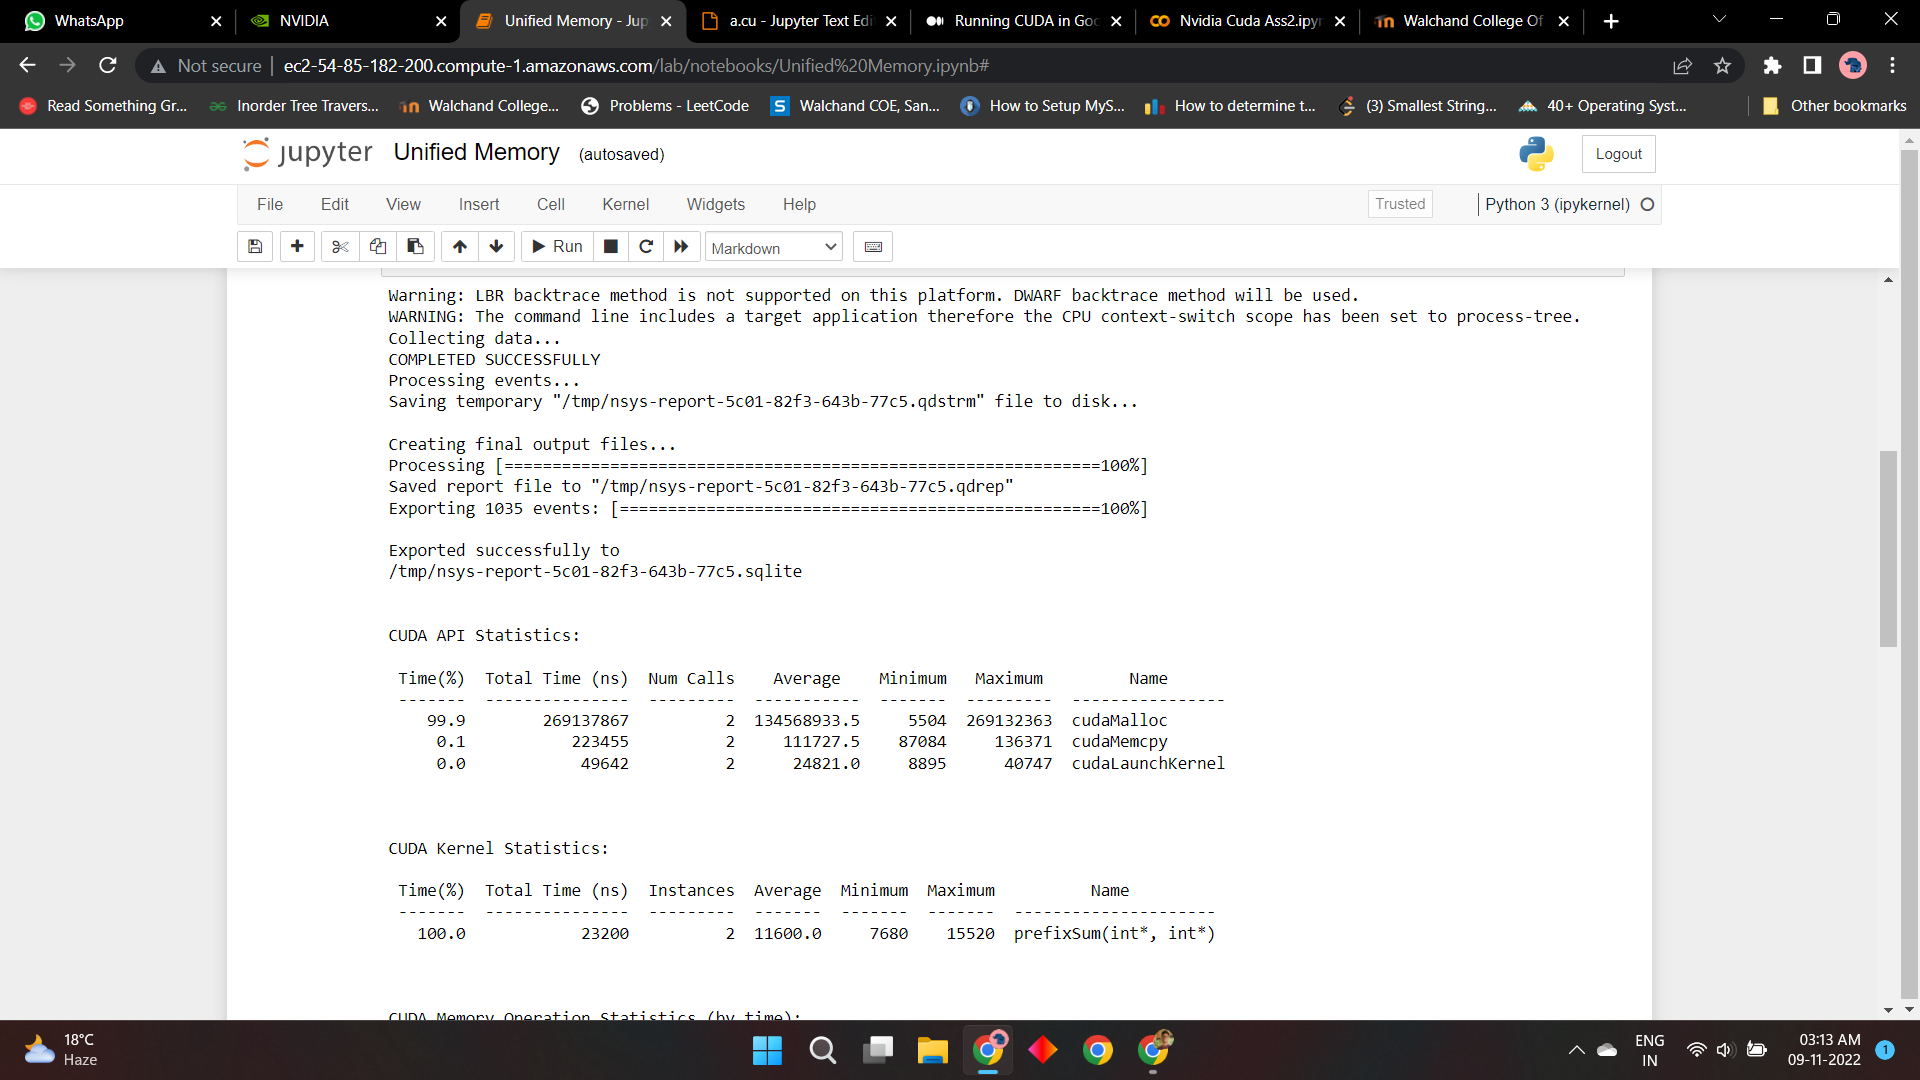 WhatsApp
NVIDIA
Unified Memory - Jup
a.cu - Jupyter Text Edi
Running CUDA in Goo
Nvidia Cuda Ass2.ipyn
Walchand College Of
Not secure
ec2-54-85-182-200.compute-1.amazonaws.com/lab/notebooks/Unified%20Memory.ipynb#
Read Something Gr...
Inorder Tree Travers...
Walchand College...
Problems - LeetCode
Walchand COE, San...
How to Setup MyS...
How to determine t...
(3) Smallest String...
40+ Operating Syst...
Other bookmarks
jupyter Unified Memory (autosaved)
Logout
File Edit View Insert Cell Kernel Widgets Help
Trusted
Python 3 (ipykernel)
Run
Markdown
Warning: LBR backtrace method is not supported on this platform. DWARF backtrace method will be used.
WARNING: The command line includes a target application therefore the CPU context-switch scope has been set to process-tree.
Collecting data...
COMPLETED SUCCESSFULLY
Processing events...
Saving temporary "/tmp/nsys-report-5c01-82f3-643b-77c5.qdstrm" file to disk...
Creating final output files...
Processing [==============================================================100%]
Saved report file to "/tmp/nsys-report-5c01-82f3-643b-77c5.qdrep"
Exporting 1035 events: [==================================================100%]
Exported successfully to
/tmp/nsys-report-5c01-82f3-643b-77c5.sqlite
CUDA API Statistics:
Time(%) Total Time (ns) Num Calls Average Minimum Maximum Name
------- --------------- --------- ----------- ------- --------- ----------------
99.9 269137867 2 134568933.5 5504 269132363 cudaMalloc
0.1 223455 2 111727.5 87084 136371 cudaMemcpy
0.0 49642 2 24821.0 8895 40747 cudaLaunchKernel
CUDA Kernel Statistics:
Time(%) Total Time (ns) Instances Average Minimum Maximum Name
------- --------------- --------- ------- ------- ------- ---------------------
100.0 23200 2 11600.0 7680 15520 prefixSum(int*, int*)
CUDA Memory Operation Statistics (by time):
18°C
Haze
ENG
IN
03:13 AM
09-11-2022
1